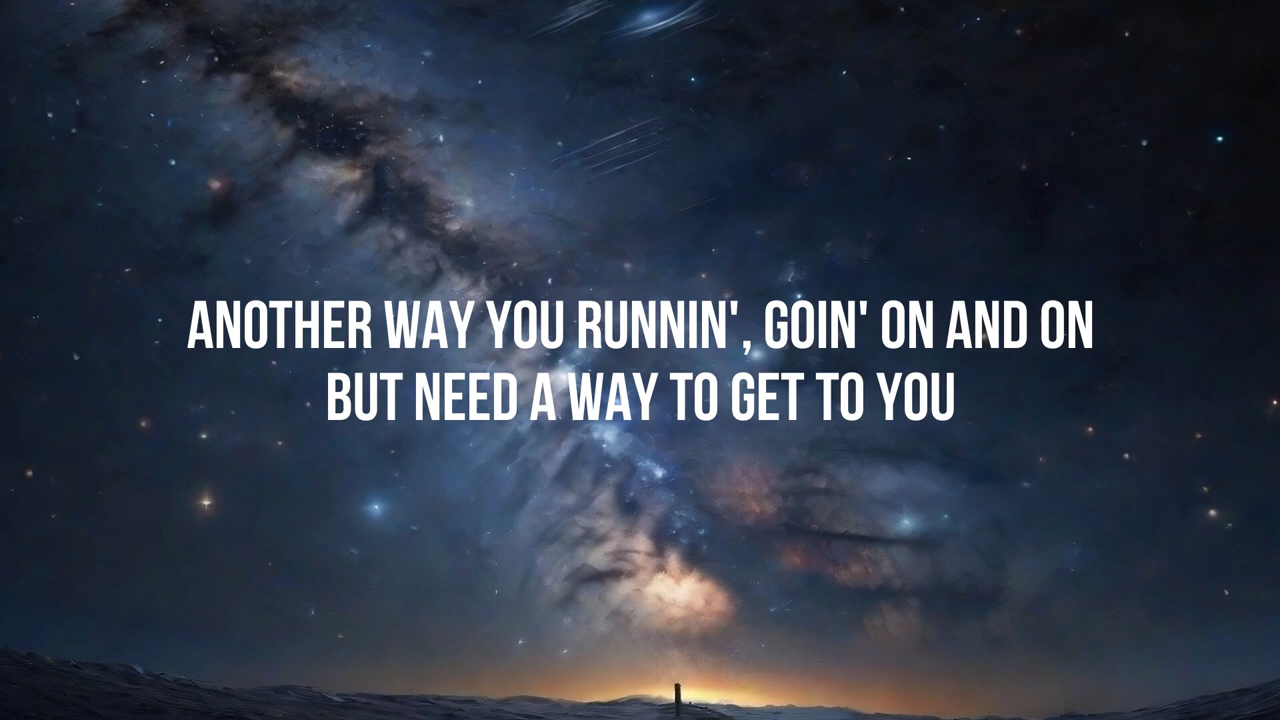 ANOTHER WAY YOU RUNNIN', GOIN' ON AND ON
BUT NEED A WAY TO GET TO YOU